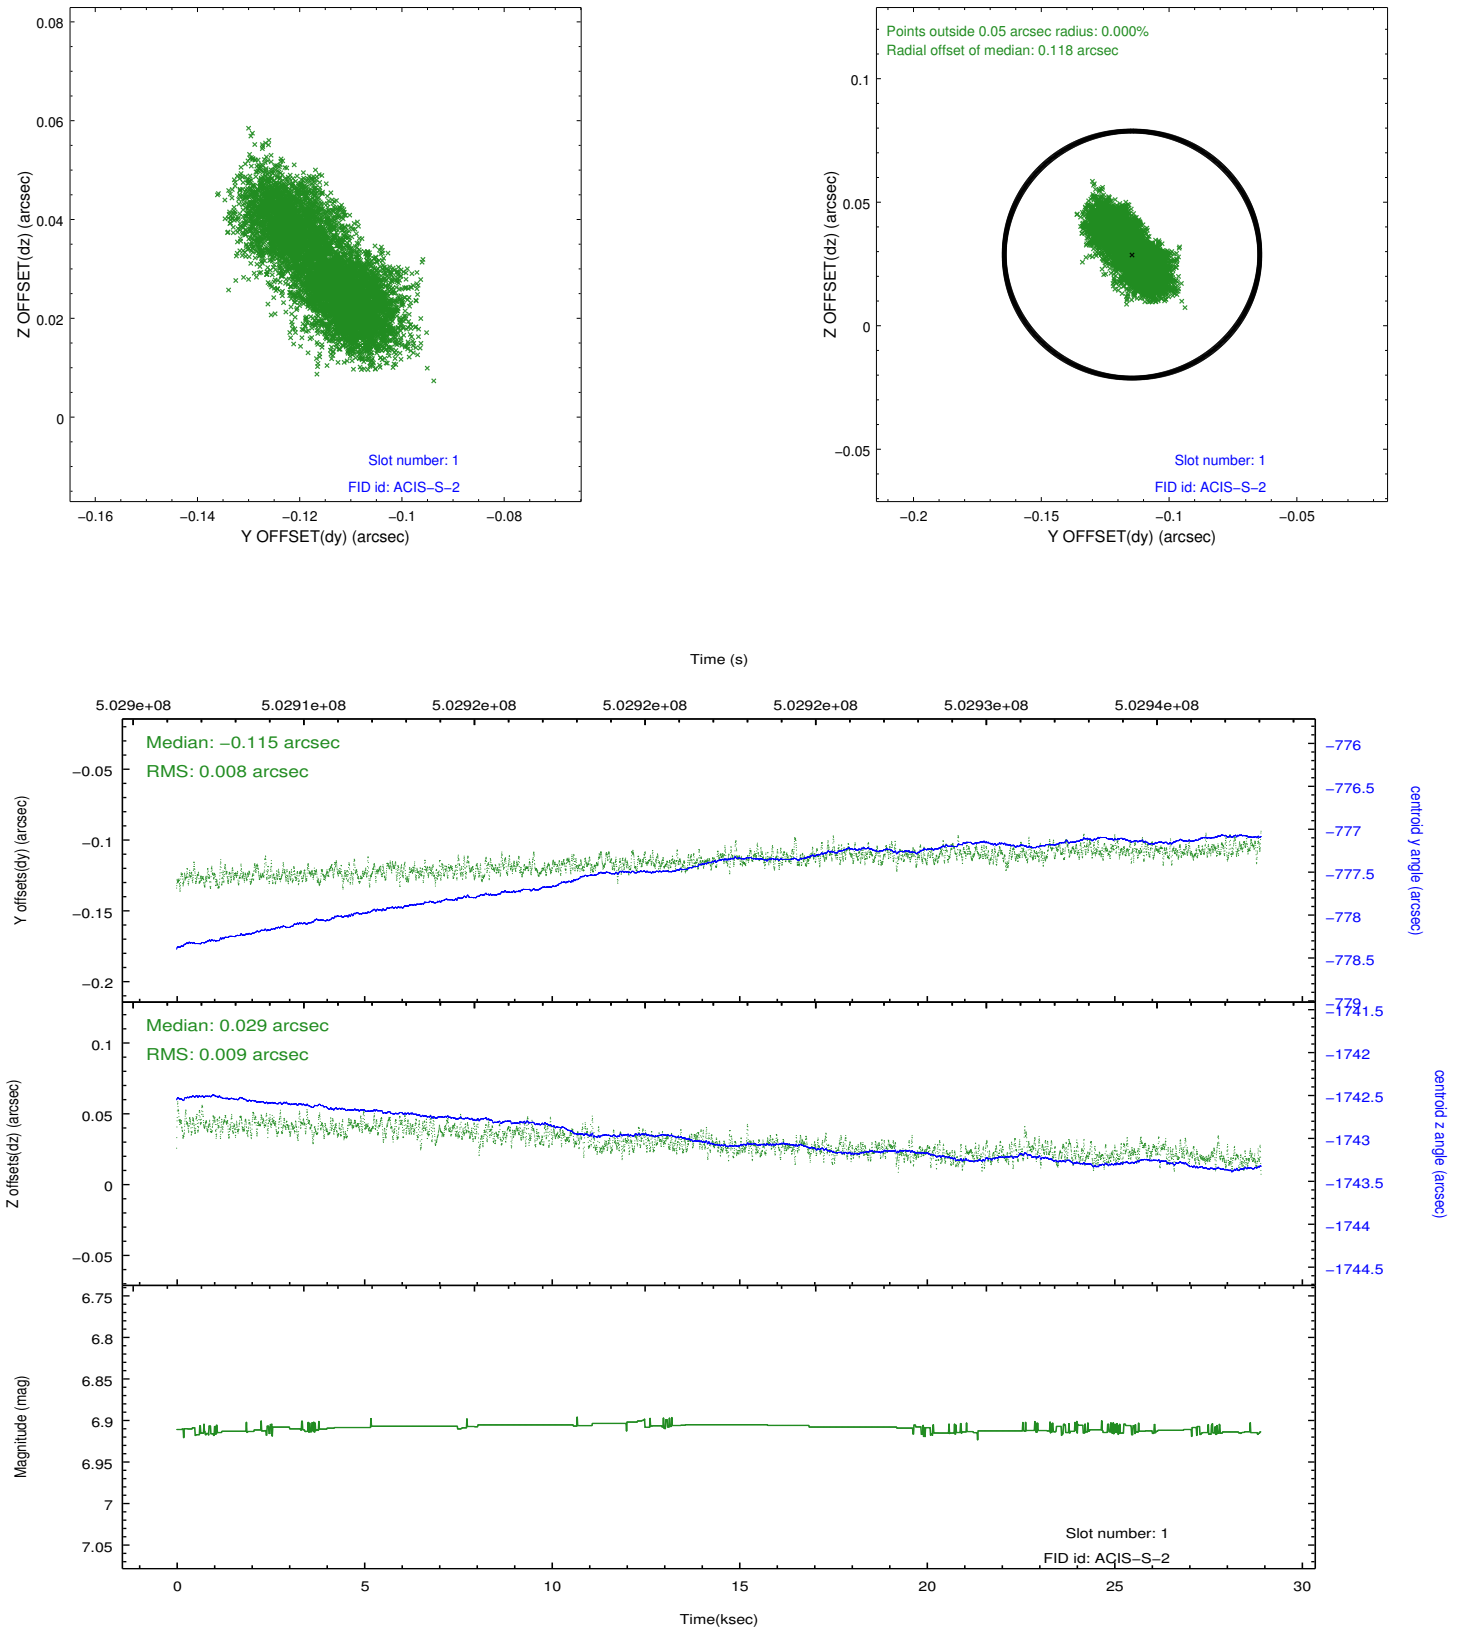 0.08
0.06
0.04
0.02
0
Z OFFSET(dz) (arcsec)
Slot number: 1
FID id: ACIS−S−2
−0.16
−0.14
−0.12
−0.1
−0.08
Y OFFSET(dy) (arcsec)
Points outside 0.05 arcsec radius: 0.000%
Radial offset of median: 0.118 arcsec
0.1
0.05
0
−0.05
Z OFFSET(dz) (arcsec)
Slot number: 1
FID id: ACIS−S−2
−0.2
−0.15
−0.1
−0.05
Y OFFSET(dy) (arcsec)
Time (s)
5.029e+08
5.0291e+08
5.0292e+08
5.0292e+08
5.0292e+08
5.0293e+08
5.0294e+08
Median: −0.115 arcsec
RMS: 0.008 arcsec
−0.05
−0.1
−0.15
−0.2
Y offsets(dy) (arcsec)
−776
−776.5
−777
−777.5
−778
−778.5
−779
centroid y angle (arcsec)
Median: 0.029 arcsec
RMS: 0.009 arcsec
0.1
0.05
0
−0.05
Z offsets(dz) (arcsec)
−1741.5
−1742
−1742.5
−1743
−1743.5
−1744
−1744.5
centroid z angle (arcsec)
6.75
6.8
6.85
6.9
6.95
7
7.05
Magnitude (mag)
Slot number: 1
FID id: ACIS−S−2
0
5
10
15
20
25
30
Time(ksec)